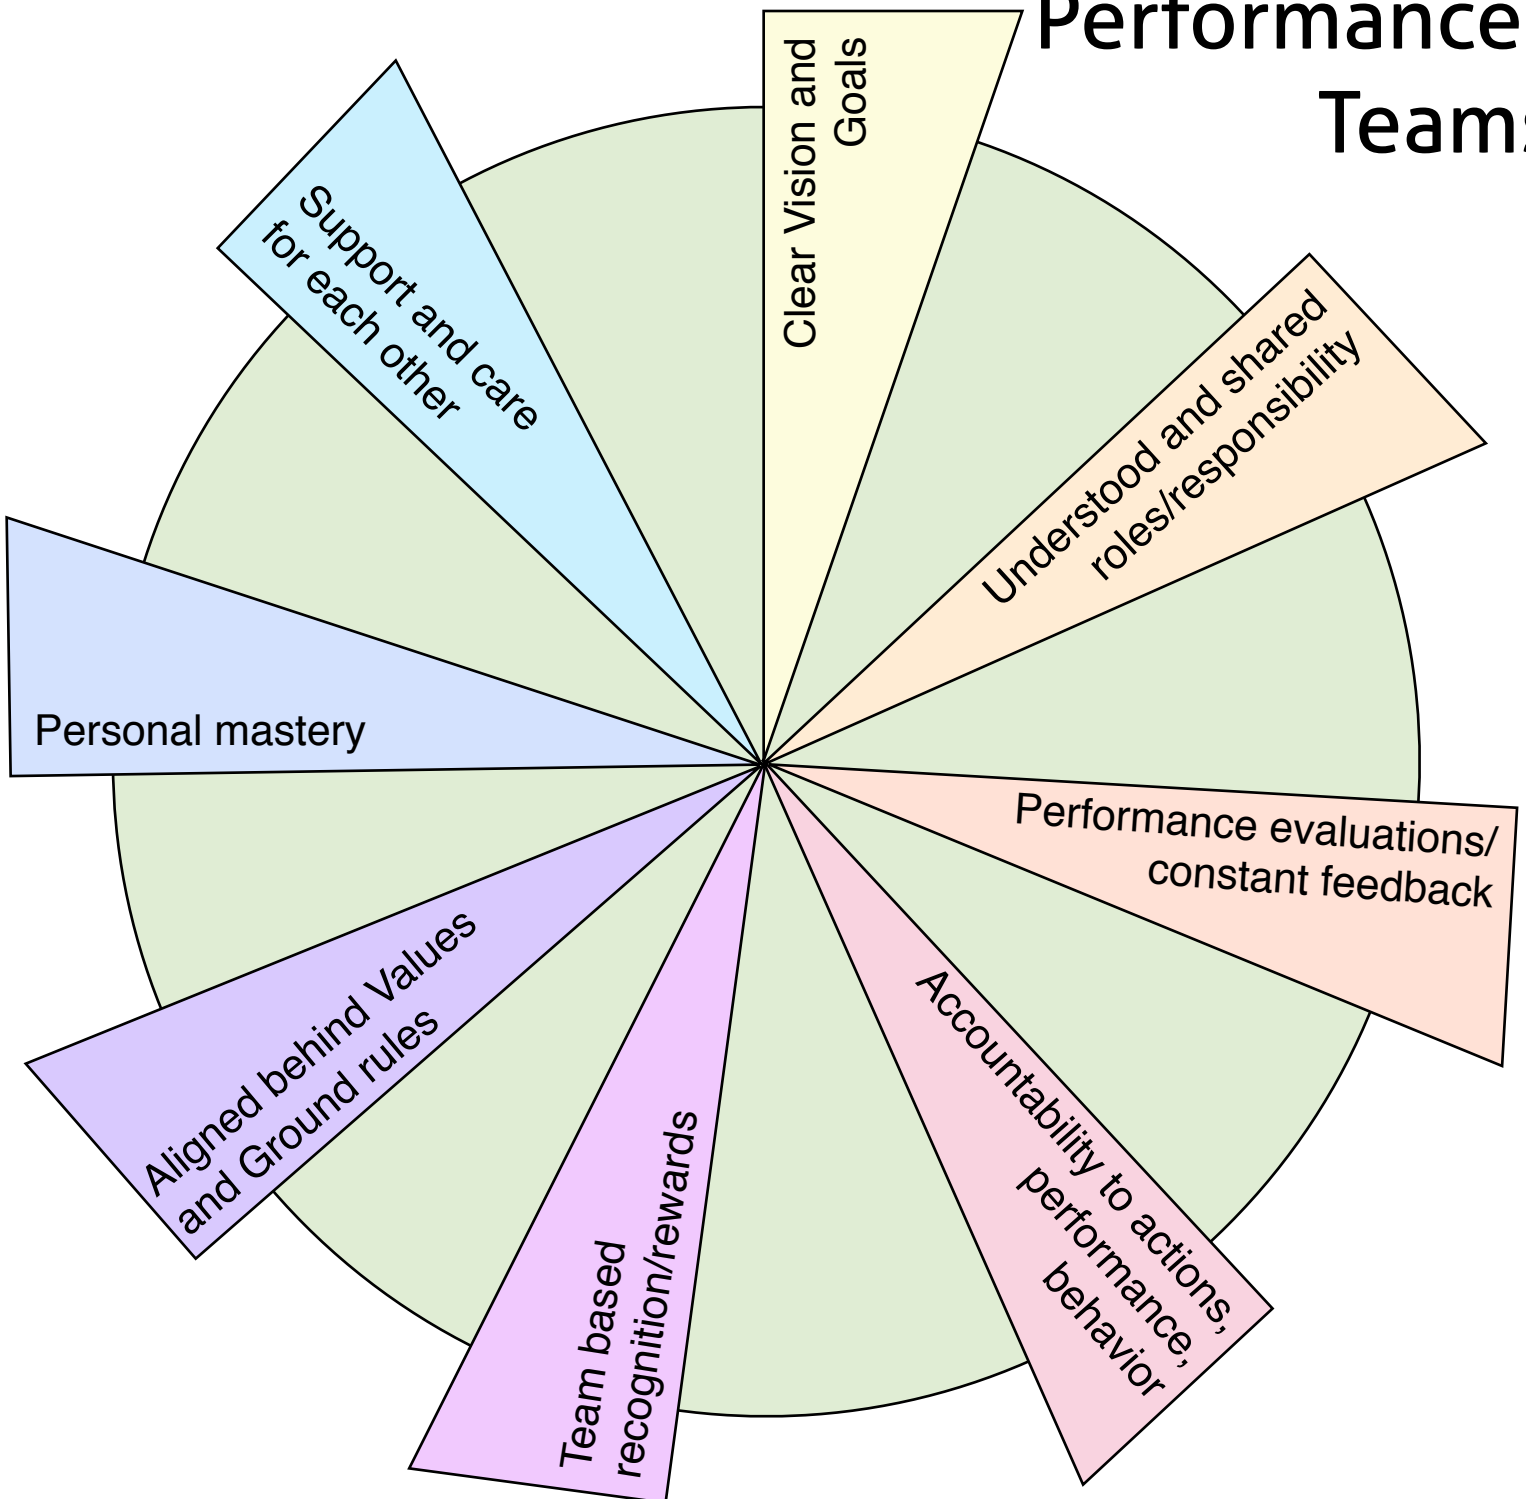 Performance
Teams
Clear Vision and
Goals
Understood and shared
roles/responsibility
Performance evaluations/
constant feedback
Accountability to actions,
performance,
behavior
Team based
recognition/rewards
Aligned behind Values
and Ground rules
Personal mastery
Support and care
for each other